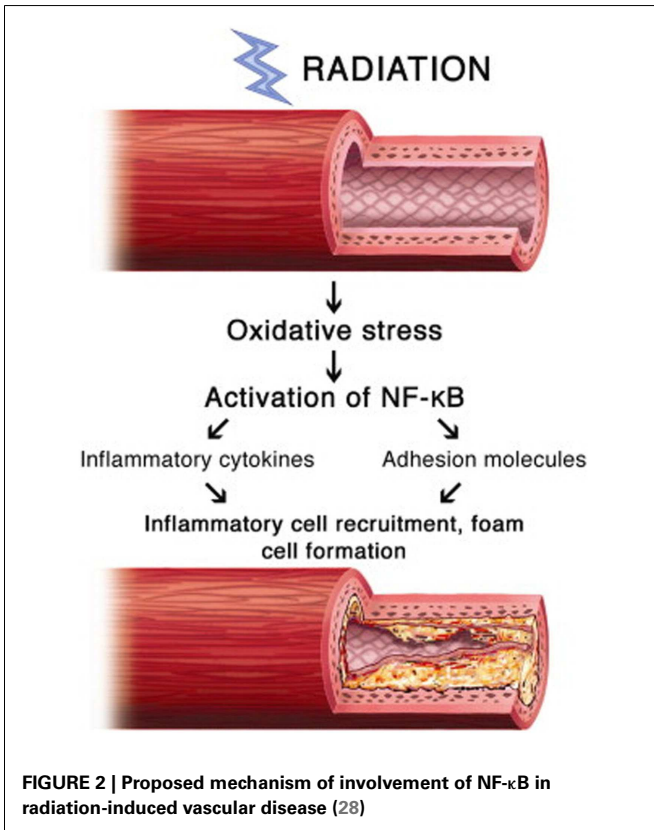 RADIATION
↓
Oxidative stress
↓
Activation of NF-κB
↙ ↘
Inflammatory cytokines Adhesion molecules
↘ ↙
Inflammatory cell recruitment, foam
cell formation
FIGURE 2 | Proposed mechanism of involvement of NF-κB in
radiation-induced vascular disease (28)